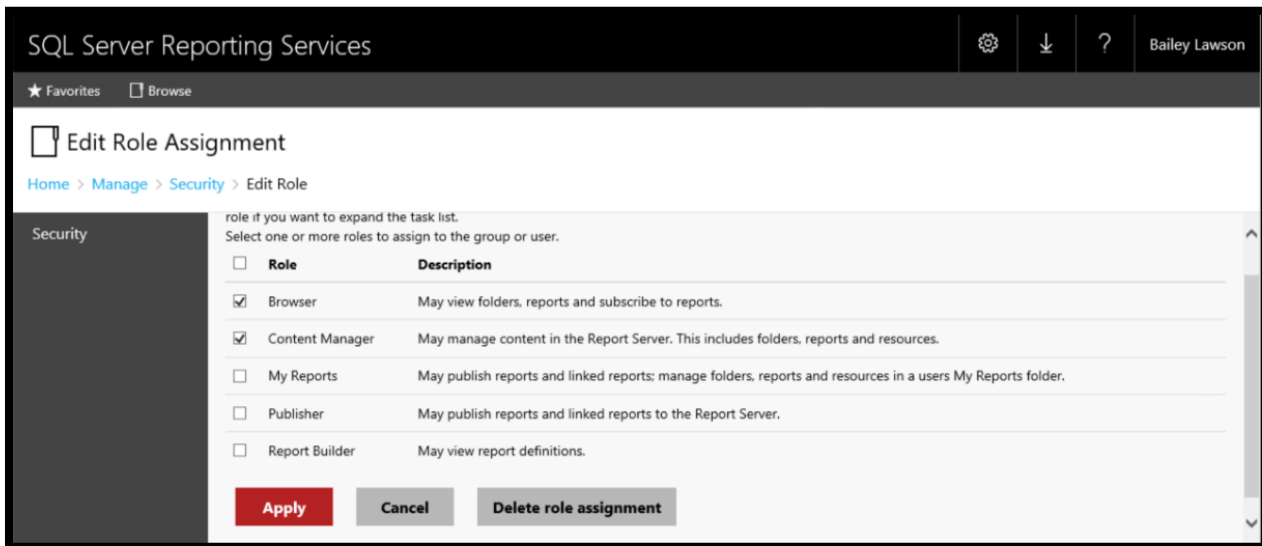 SQL Server Reporting Services
?
Bailey Lawson
★ Favorites
Browse
Edit Role Assignment
Home > Manage > Security > Edit Role
Security
role if you want to expand the task list.
Select one or more roles to assign to the group or user.
Role Description
Browser May view folders, reports and subscribe to reports.
Content Manager May manage content in the Report Server. This includes folders, reports and resources.
My Reports May publish reports and linked reports; manage folders, reports and resources in a users My Reports folder.
Publisher May publish reports and linked reports to the Report Server.
Report Builder May view report definitions.
Apply Cancel Delete role assignment